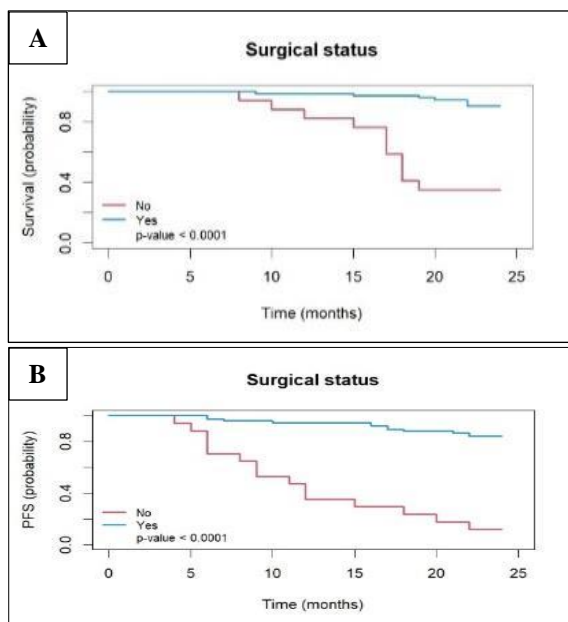 A
Surgical status
Survival (probability)
0.8
0.4
0.0
No
Yes
p-value < 0.0001
0 5 10 15 20 25
Time (months)
B
Surgical status
PFS (probability)
0.8
0.4
0.0
No
Yes
p-value < 0.0001
0 5 10 15 20 25
Time (months)